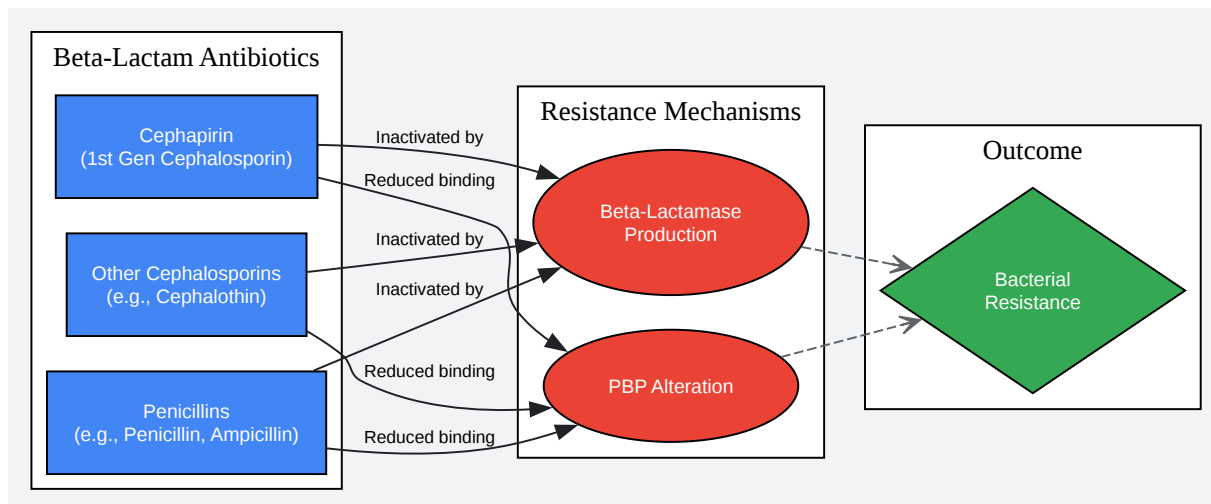 Beta-Lactam Antibiotics
Cephapirin
(1st Gen Cephalosporin)
Other Cephalosporins
(e.g., Cephalothin)
Penicillins
(e.g., Penicillin, Ampicillin)
Inactivated by
Reduced binding
Inactivated by
Inactivated by
Reduced binding
Reduced binding
Resistance Mechanisms
Beta-Lactamase
Production
PBP Alteration
Outcome
Bacterial
Resistance